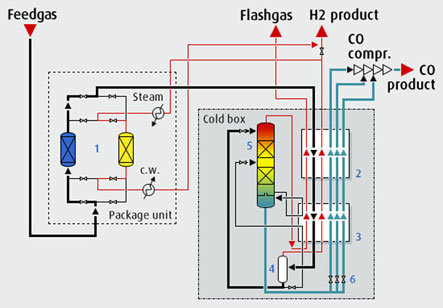 Feedgas
Flashgas
H2 product
CO
compr.
CO
product
Steam
Cold box
1
5
2
c.w.
Package unit
3
4
6